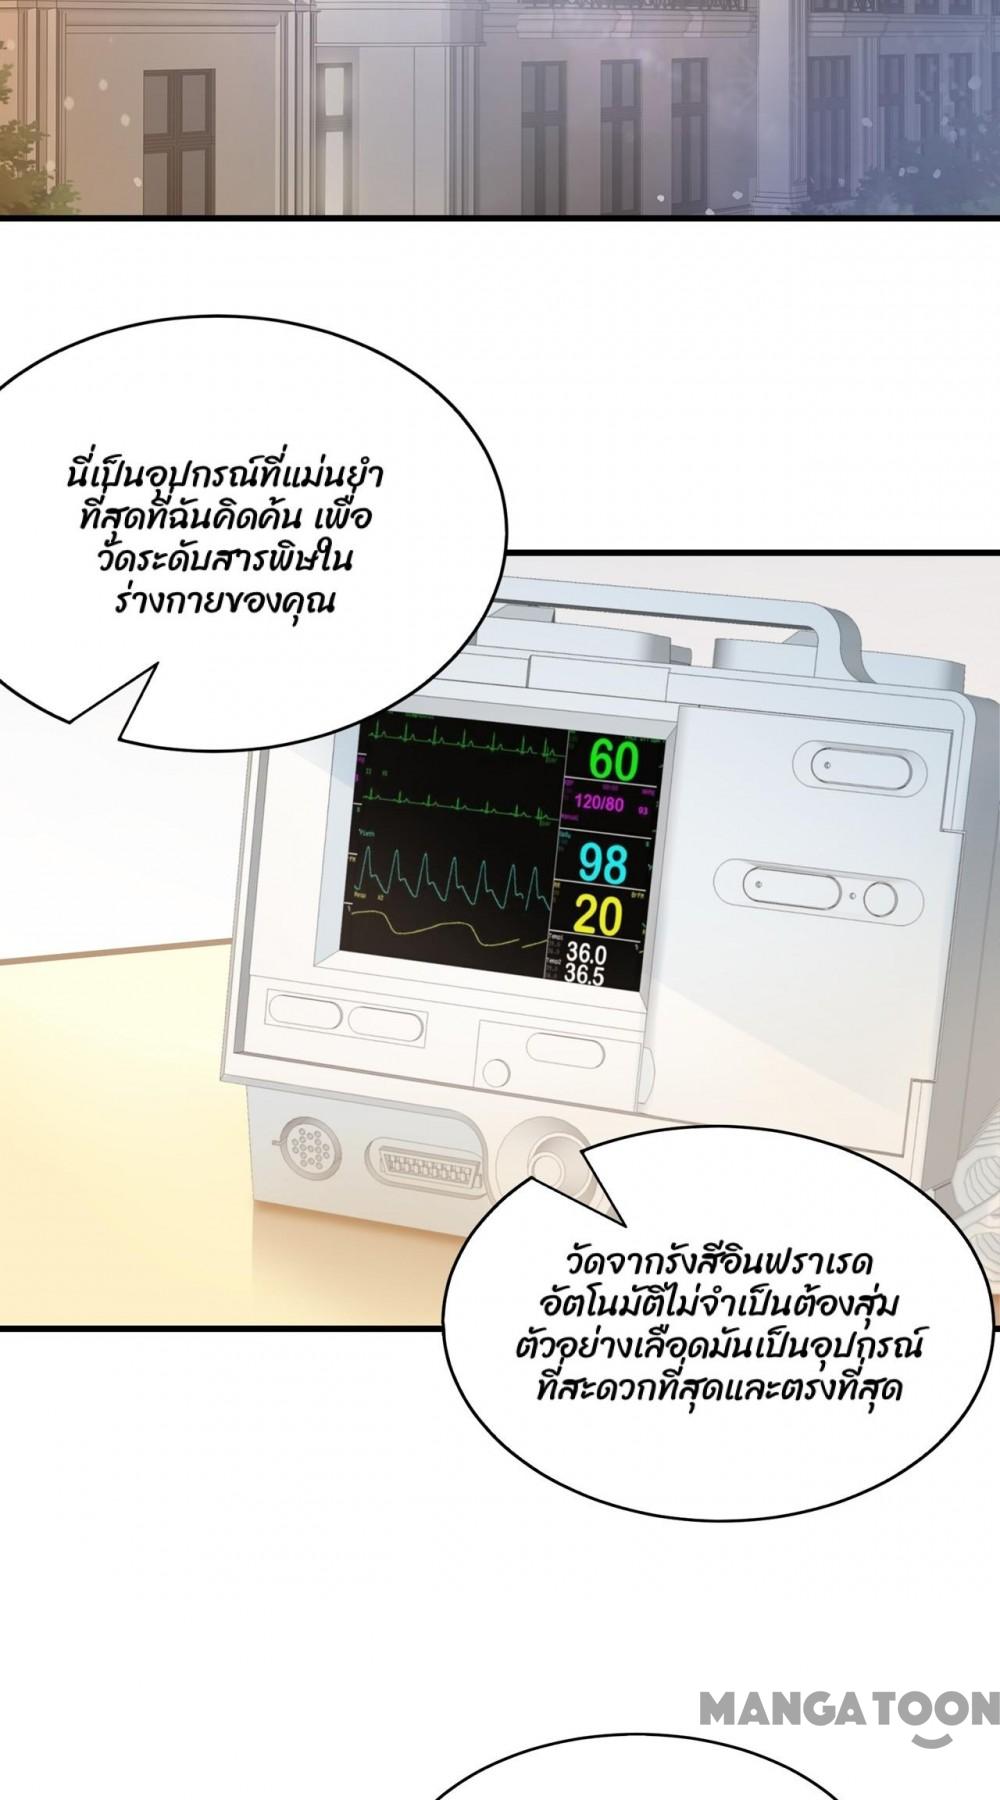 นี่เป็นอุปกรณ์ที่แม่นยำ
ที่สุดที่ฉันคิดค้น เพื่อ
วัดระดับสารพิษใน
ร่างกายของคุณ
60
120/80
93
98
20
36.0
36.5
วัดจากรังสีอินฟราเรด
อัตโนมัติไม่จำเป็นต้องสุ่ม
ตัวอย่างเลือดมันเป็นอุปกรณ์
ที่สะดวกที่สุดและตรงที่สุด
MANGATOON